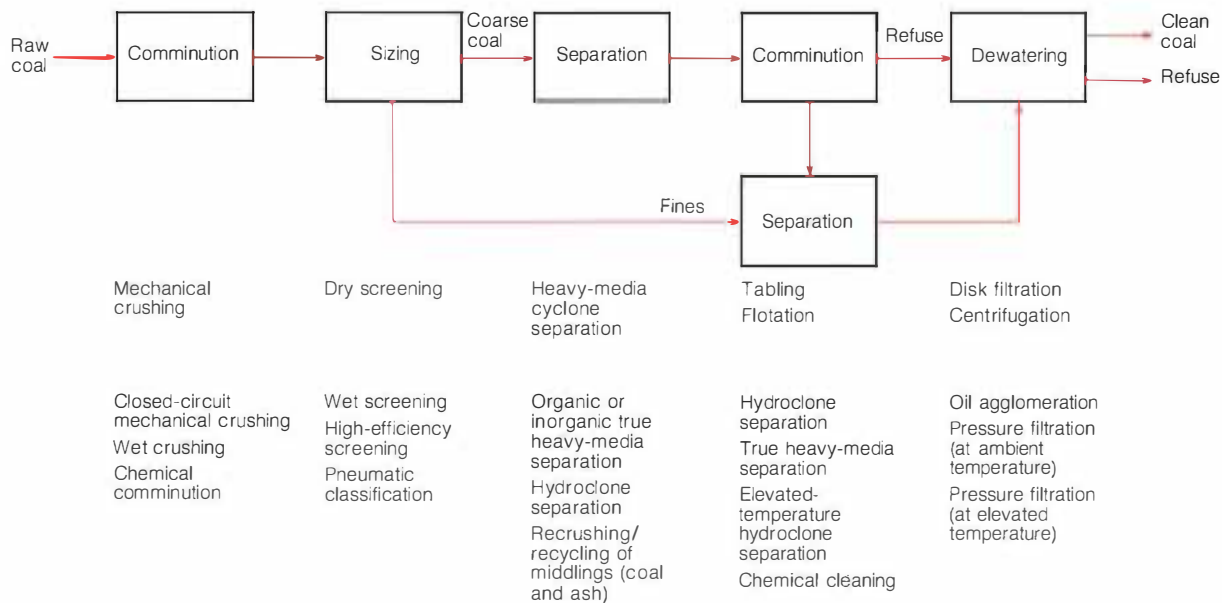 Raw
coal
Comminution
Sizing
Coarse
coal
Separation
Comminution
Refuse
Dewatering
Clean
coal
Refuse
Fines
Separation
Mechanical
crushing
Dry screening
Heavy-media
cyclone
separation
Tabling
Flotation
Disk filtration
Centrifugation
Closed-circuit
mechanical crushing
Wet crushing
Chemical
comminution
Wet screening
High-efficiency
screening
Pneumatic
classification
Organic or
inorganic true
heavy-media
separation
Hydroclone
separation
Recrushing/
recycling of
middlings (coal
and ash)
Hydroclone
separation
True heavy-media
separation
Elevated-
temperature
hydroclone
separation
Chemical cleaning
Oil agglomeration
Pressure filtration
(at ambient
temperature)
Pressure filtration
(at elevated
temperature)